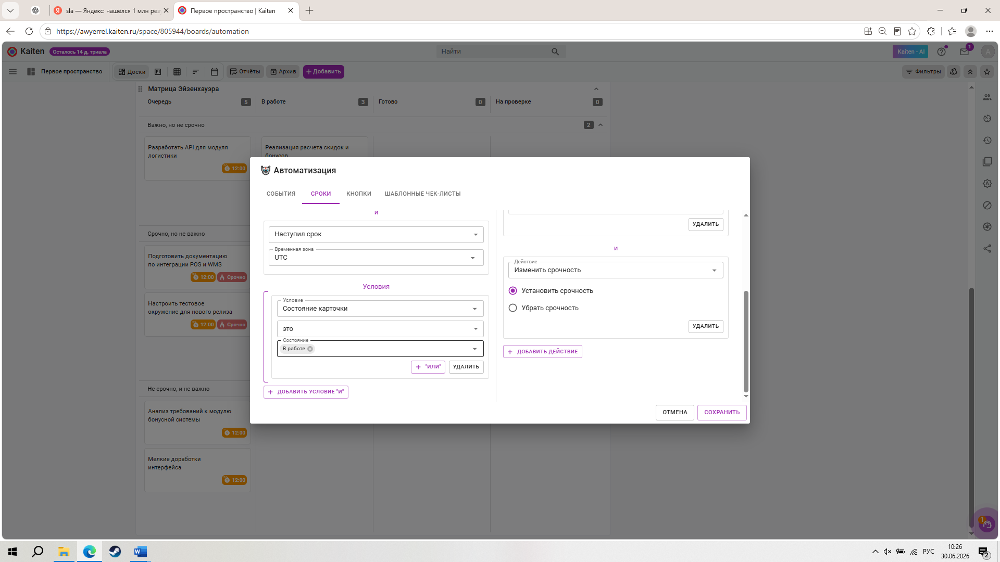 sla — Яндекс: нашёлся 1 млн рез
Первое пространство | Kaiten
https://awyerrel.kaiten.ru/space/805944/boards/automation
Kaiten
Осталось 14 д. триала
Найти
Kaiten - AI
1
A
Первое пространство
Доски
Отчёты
Архив
Добавить
Фильтры
Матрица Эйзенхауэра
Очередь
5
В работе
3
Готово
0
На проверке
0
Важно, но не срочно
2
Разработать API для модуля
логистики
12:00
Реализация расчета скидок и
бонусов
Срочно, но не важно
Подготовить документацию
по интеграции POS и WMS
12:00
Срочно
Настроить тестовое
окружение для нового релиза
12:00
Срочно
Не срочно, и не важно
Анализ требований к модулю
бонусной системы
12:00
Мелкие доработки
интерфейса
12:00
Автоматизация
СОБЫТИЯ
СРОКИ
КНОПКИ
ШАБЛОННЫЕ ЧЕК-ЛИСТЫ
и
Наступил срок
Временная зона
UTC
Условия
Условие
Состояние карточки
это
Состояние
В работе
"ИЛИ"
УДАЛИТЬ
ДОБАВИТЬ УСЛОВИЕ "И"
УДАЛИТЬ
и
Действие
Изменить срочность
Установить срочность
Убрать срочность
УДАЛИТЬ
ДОБАВИТЬ ДЕЙСТВИЕ
ОТМЕНА
СОХРАНИТЬ
1
РУС
10:26
30.06.2026
2